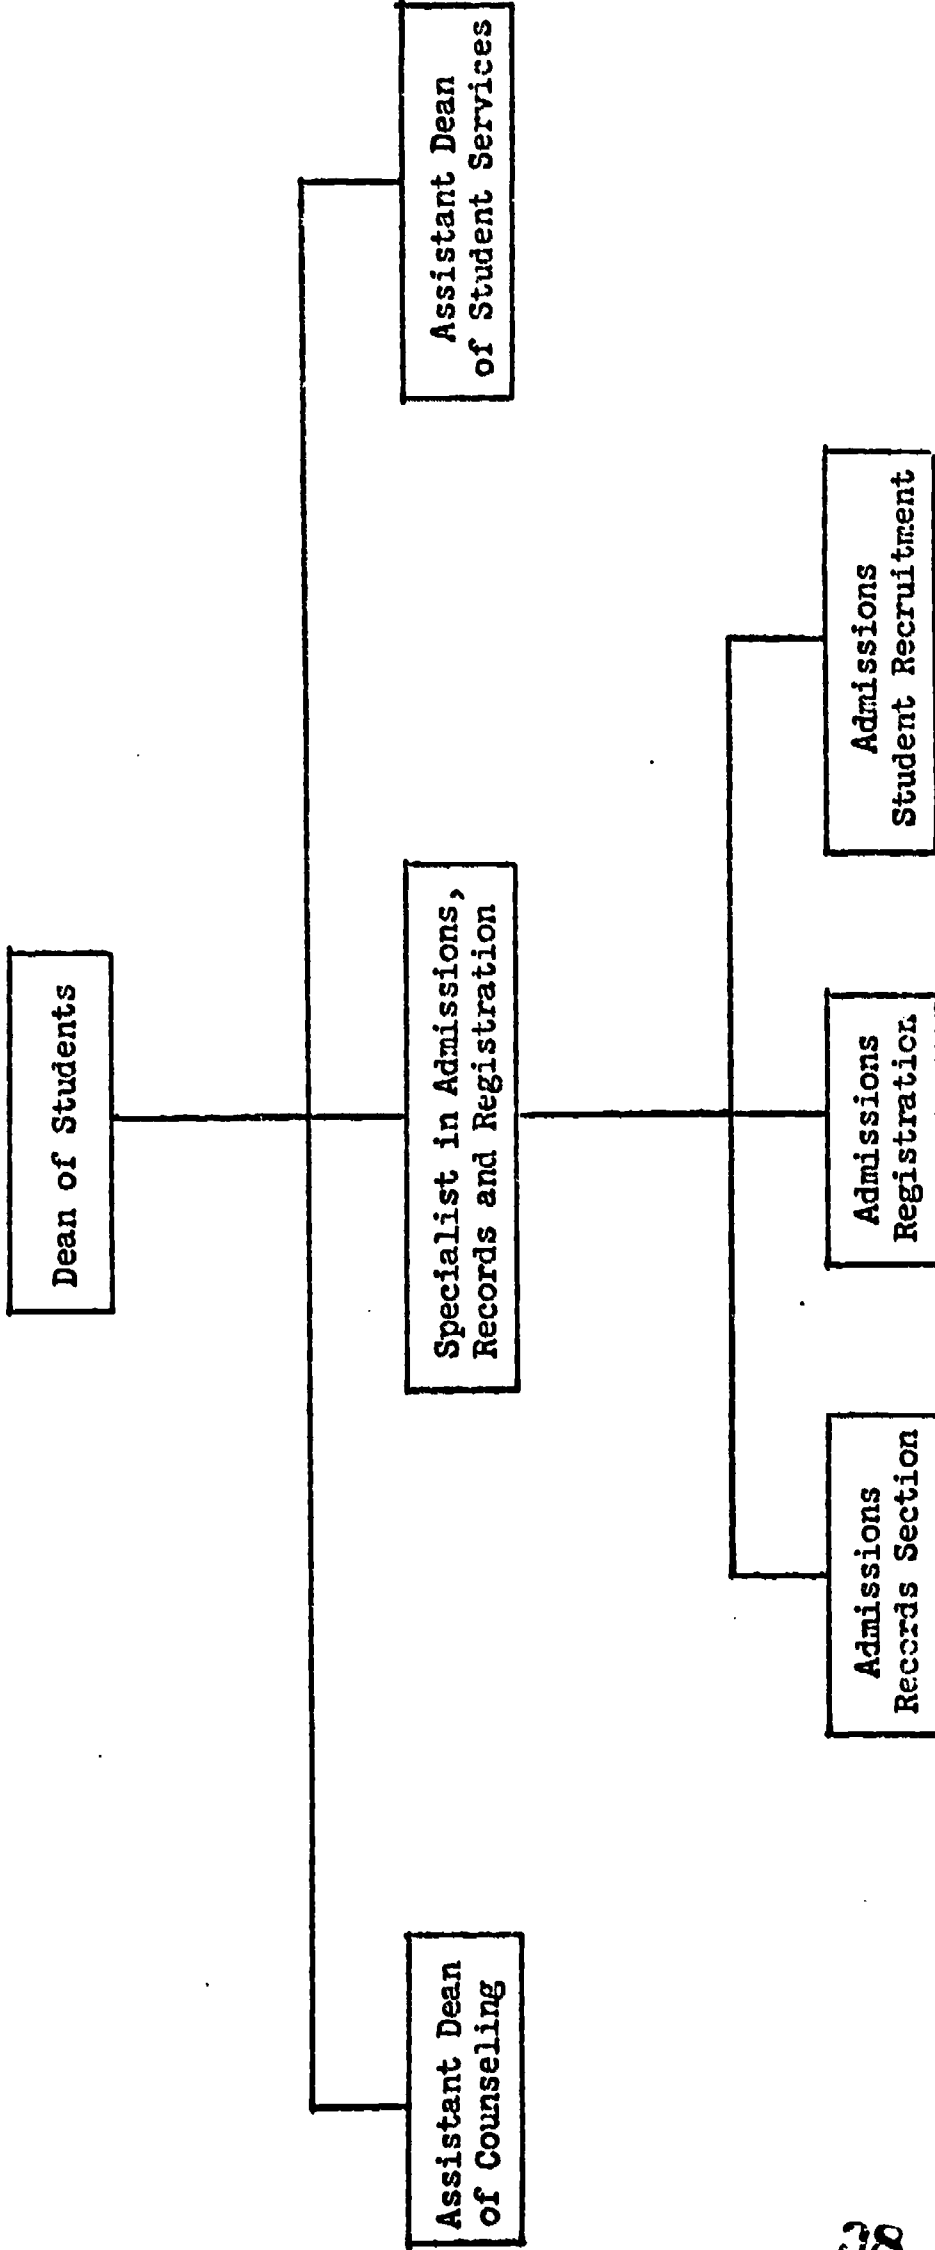 Dean of Students
Assistant Dean
of Counseling
Specialist in Admissions,
Records and Registration
Assistant Dean
of Student Services
Admissions
Records Section
Admissions
Registration
Admissions
Student Recruitment